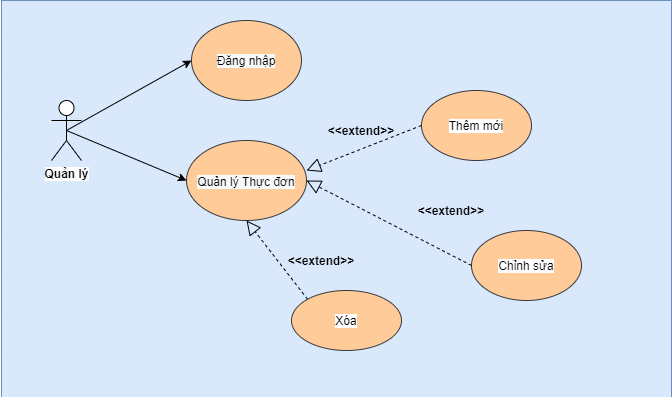 Đăng nhập
<<extend>>
Thêm mới
Quản lý
Quản lý Thực đơn
<<extend>>
<<extend>>
Chỉnh sửa
Xóa